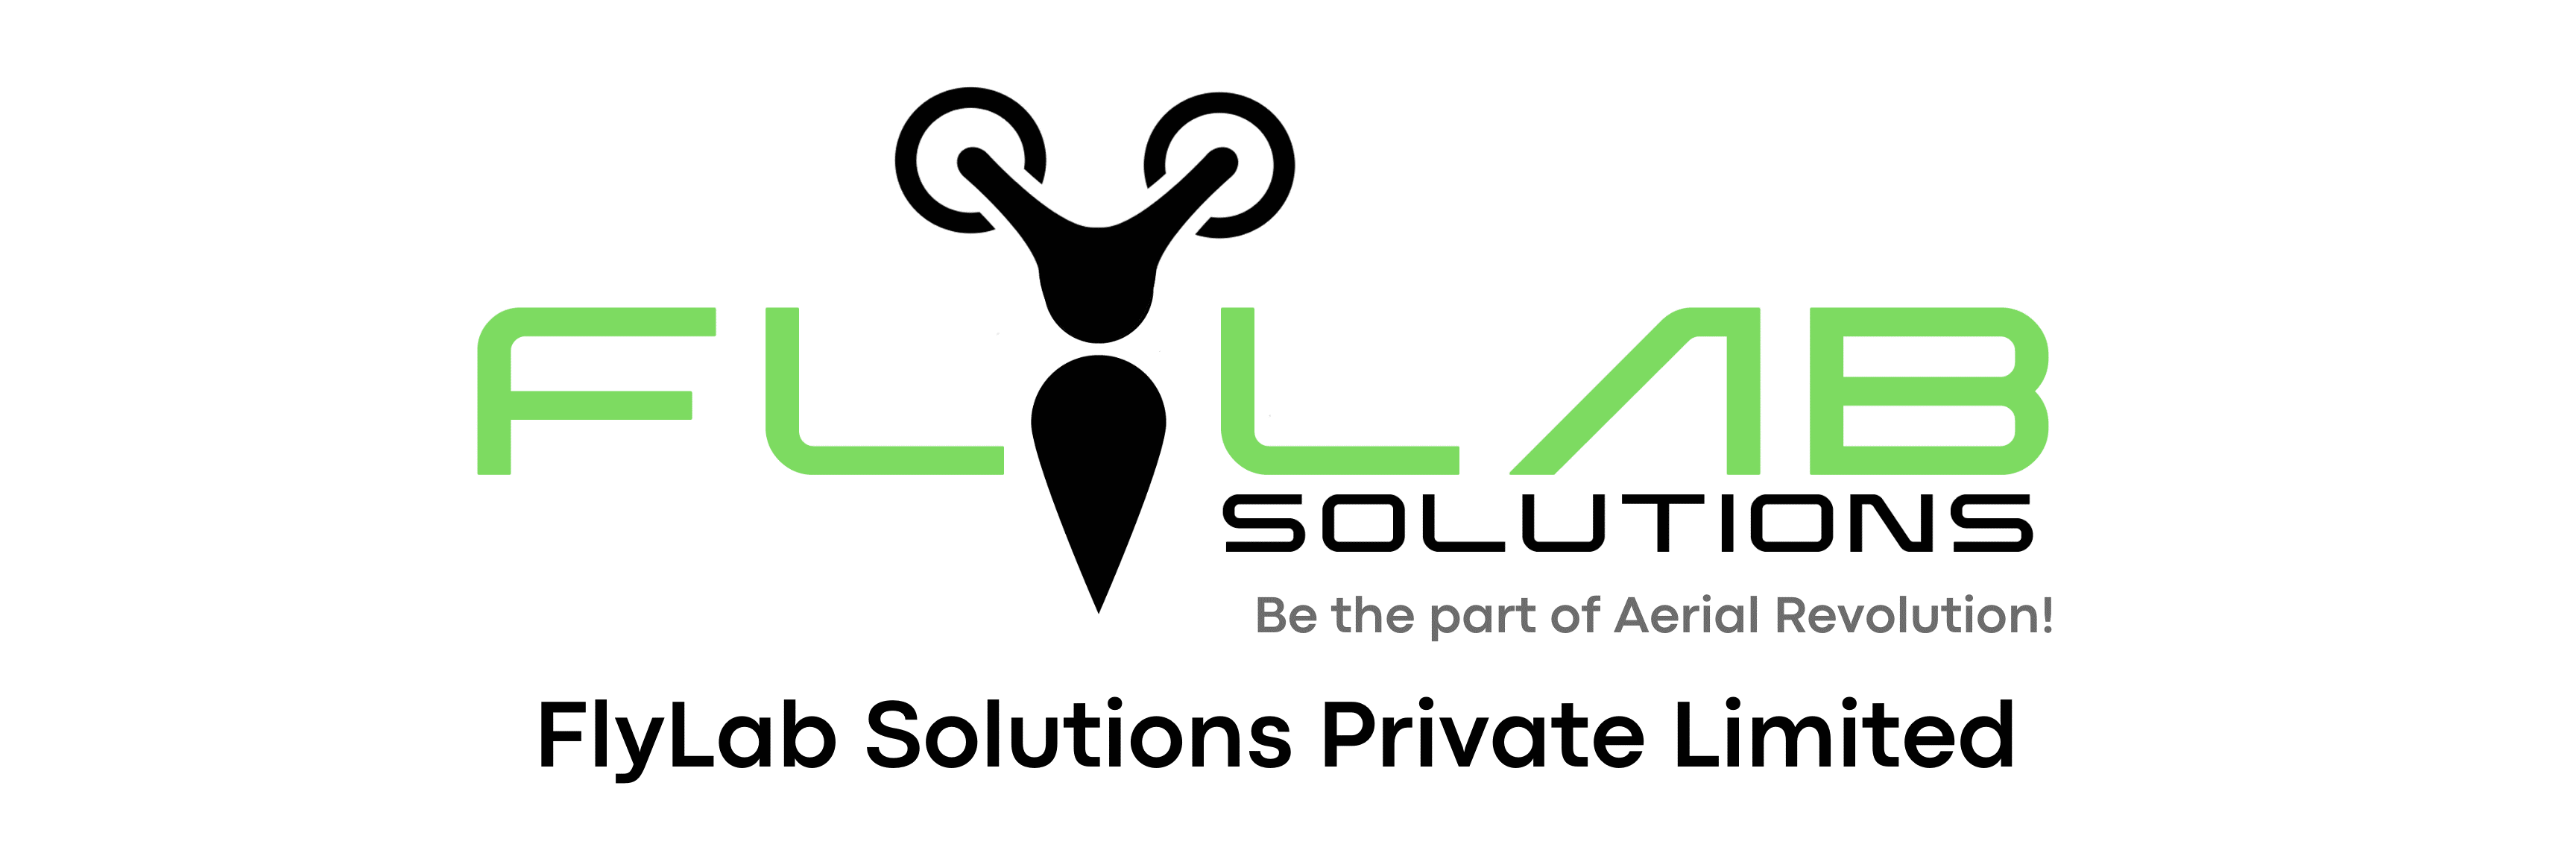 FLYLAB
SOLUTIONS
Be the part of Aerial Revolution!
FlyLab Solutions Private Limited